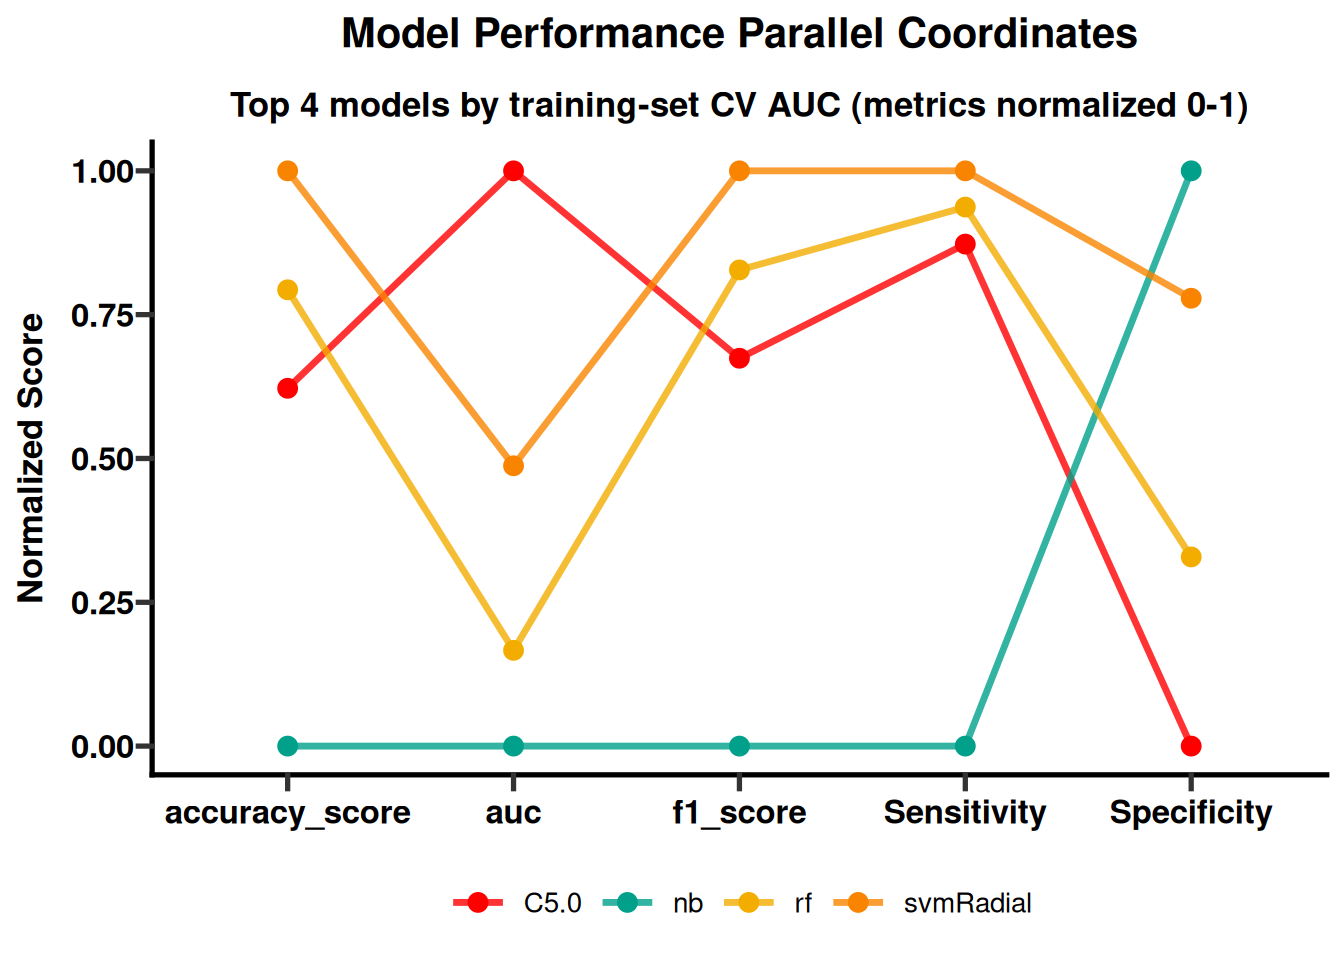 Model Performance Parallel Coordinates
Top 4 models by training-set CV AUC (metrics normalized 0-1)
Normalized Score
1.00
0.75
0.50
0.25
0.00
accuracy_score auc f1_score Sensitivity Specificity
C5.0 nb rf svmRadial